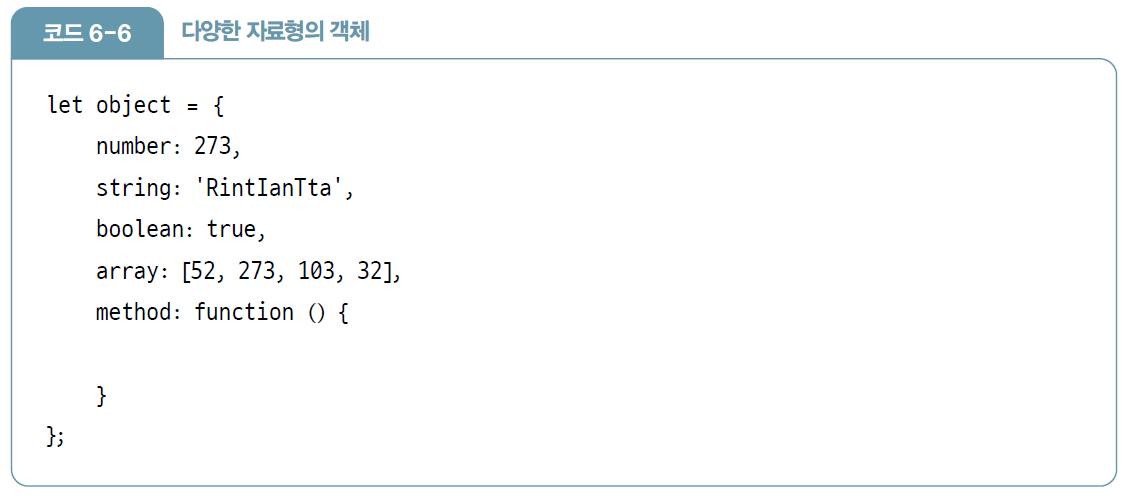 코드 6-6 다양한 자료형의 객체
let object = {
    number: 273,
    string: 'RintIanTta',
    boolean: true,
    array: [52, 273, 103, 32],
    method: function () {

    }
};